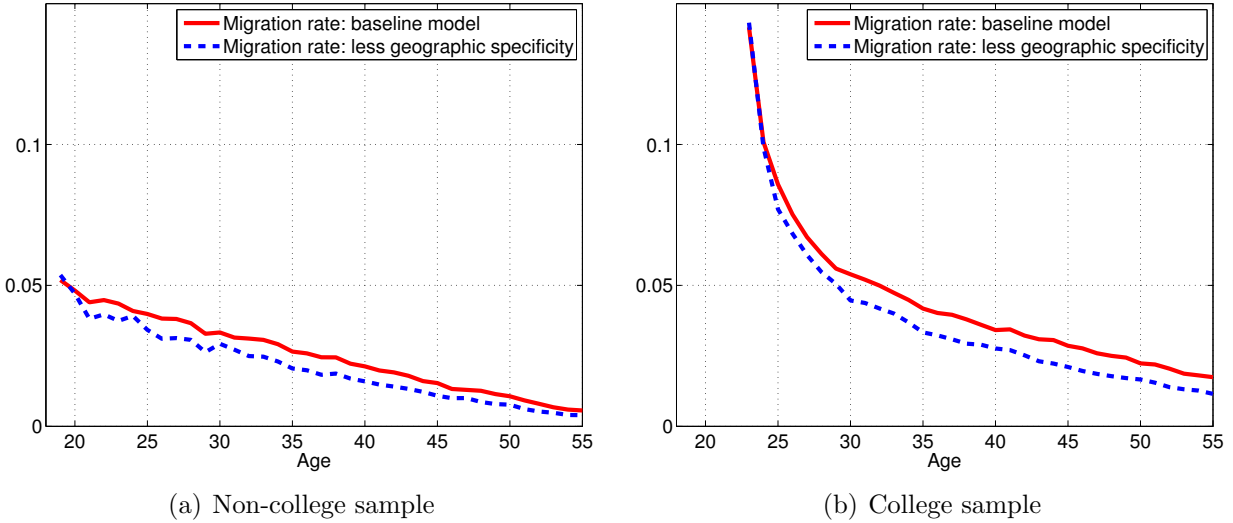 Migration rate: baseline model
Migration rate: less geographic specificity
0.1
0.05
0
20 25 30 35 40 45 50 55
Age
(a) Non-college sample
Migration rate: baseline model
Migration rate: less geographic specificity
0.1
0.05
0
20 25 30 35 40 45 50 55
Age
(b) College sample